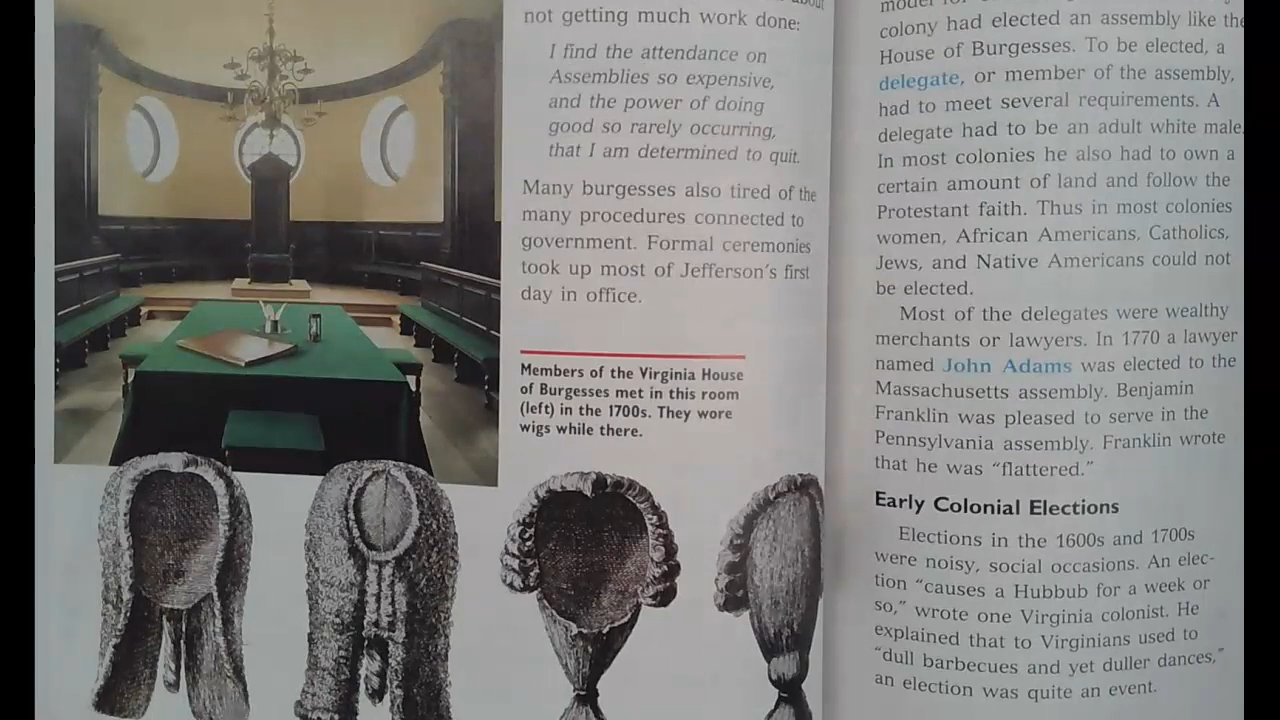 about
not getting much work done:
I find the attendance on
Assemblies so expensive,
and the power of doing
good so rarely occurring,
that I am determined to quit.
Many burgesses also tired of the
many procedures connected to
government. Formal ceremonies
took up most of Jefferson's first
day in office.
Members of the Virginia House
of Burgesses met in this room
(left) in the 1700s. They wore
wigs while there.
model for
colony had elected an assembly like the
House of Burgesses. To be elected, a
delegate, or member of the assembly,
had to meet several requirements. A
delegate had to be an adult white male.
In most colonies he also had to own a
certain amount of land and follow the
Protestant faith. Thus in most colonies
women, African Americans, Catholics,
Jews, and Native Americans could not
be elected.
Most of the delegates were wealthy
merchants or lawyers. In 1770 a lawyer
named John Adams was elected to the
Massachusetts assembly. Benjamin
Franklin was pleased to serve in the
Pennsylvania assembly. Franklin wrote
that he was “flattered.”
Early Colonial Elections
Elections in the 1600s and 1700s
were noisy, social occasions. An elec-
tion “causes a Hubbub for a week or
so,” wrote one Virginia colonist. He
explained that to Virginians used to
“dull barbecues and yet duller dances,”
an election was quite an event.